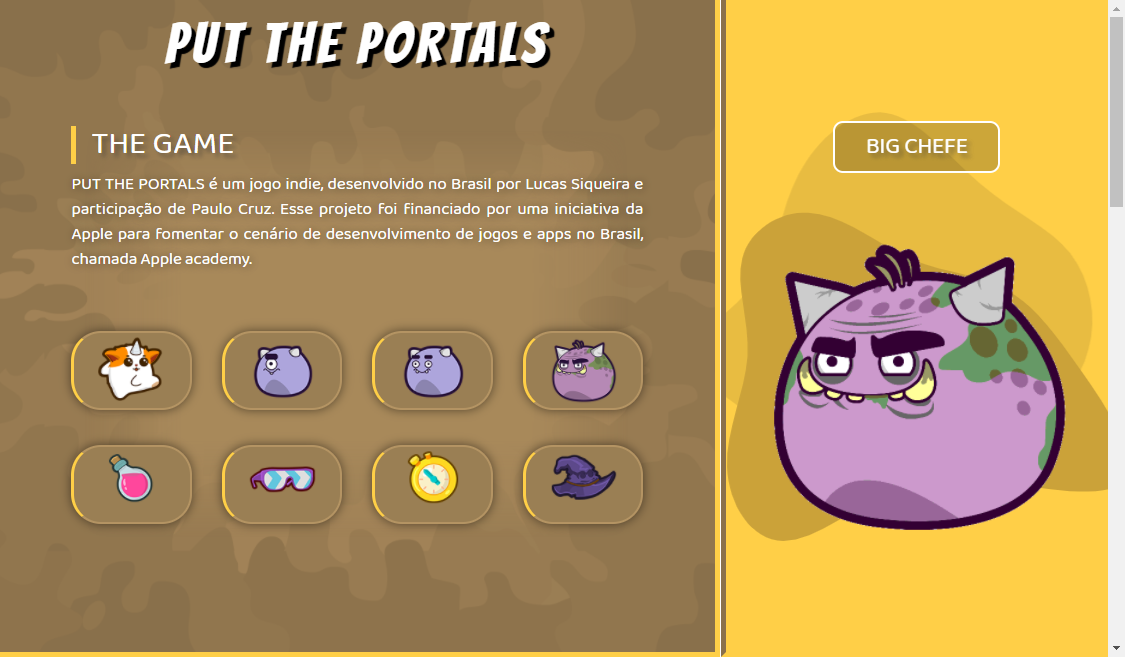 PUT THE PORTALS
THE GAME
PUT THE PORTALS é um jogo indie, desenvolvido no Brasil por Lucas Siqueira e
participação de Paulo Cruz. Esse projeto foi financiado por uma iniciativa da
Apple para fomentar o cenário de desenvolvimento de jogos e apps no Brasil,
chamada Apple academy.
BIG CHEFE